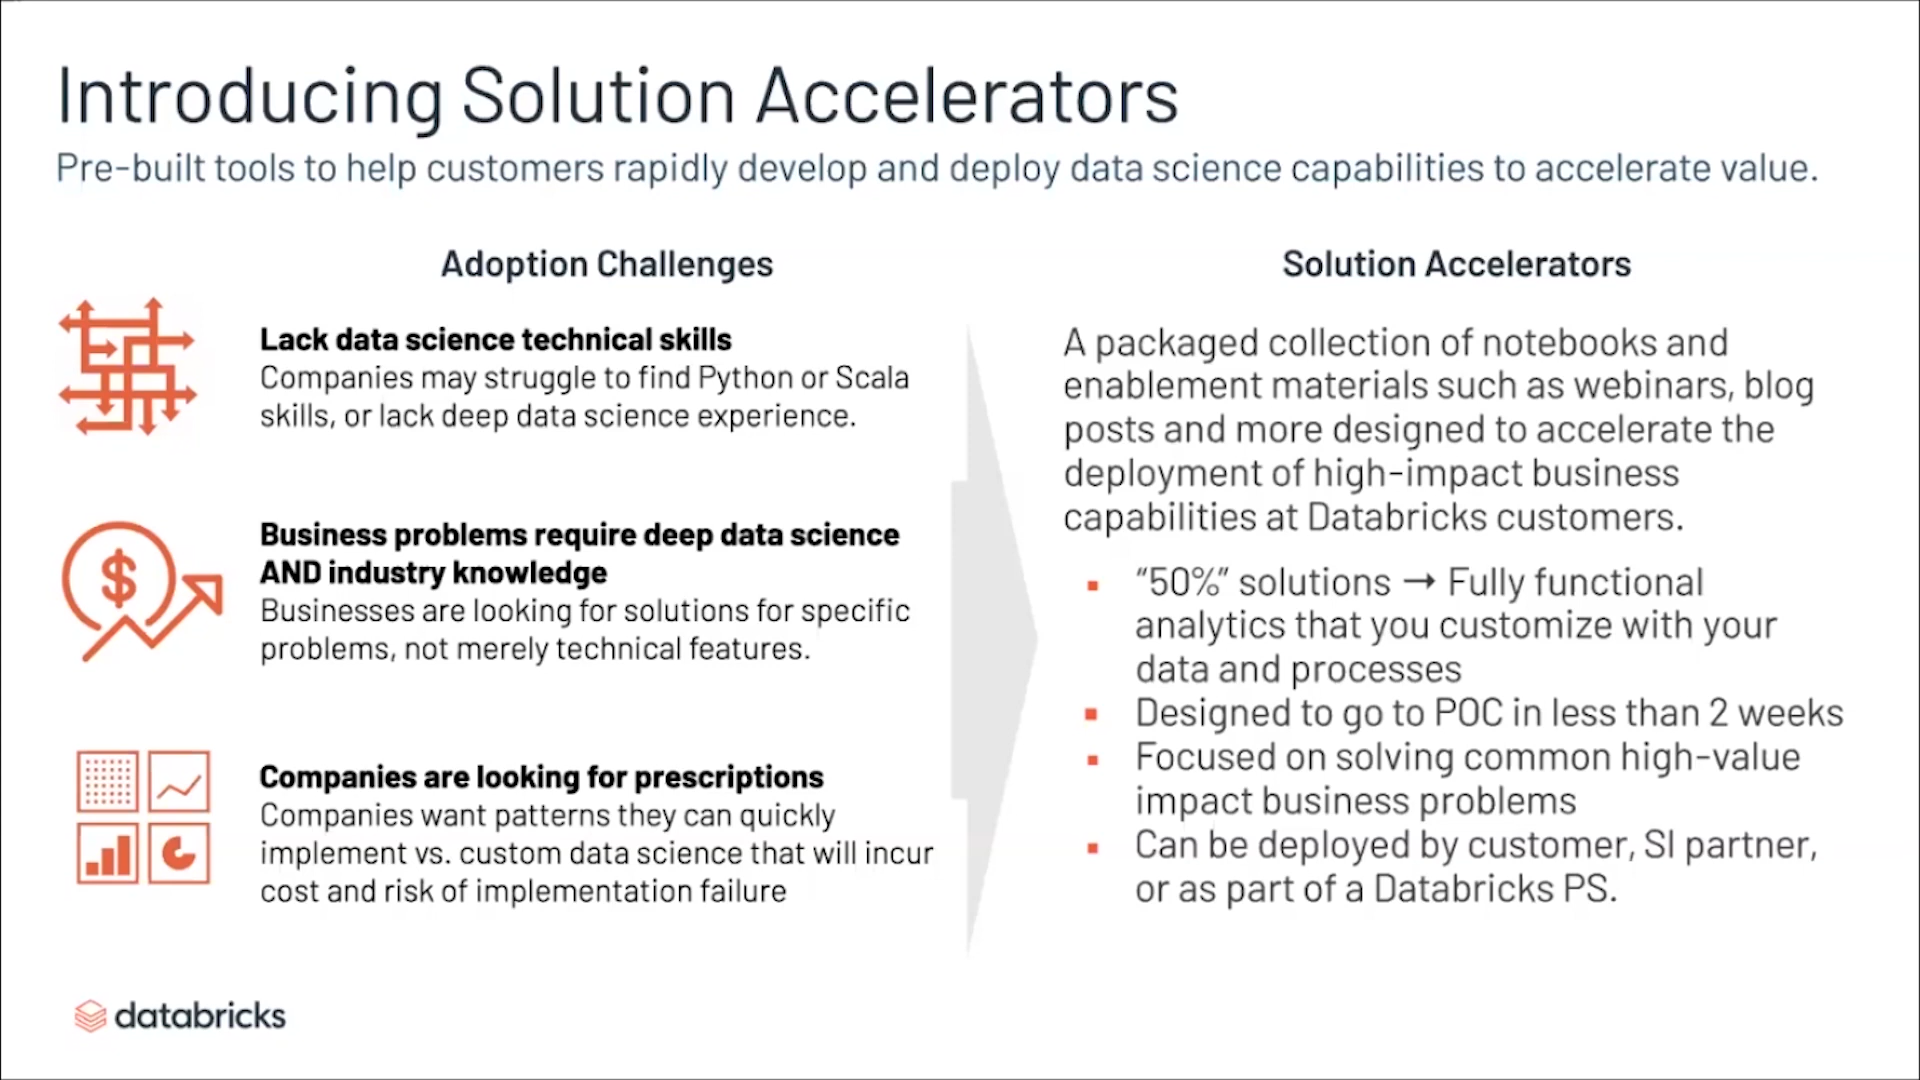 Introducing Solution Accelerators
Pre-built tools to help customers rapidly develop and deploy data science capabilities to accelerate value.
Adoption Challenges
Lack data science technical skills
Companies may struggle to find Python or Scala
skills, or lack deep data science experience.
Business problems require deep data science
AND industry knowledge
Businesses are looking for solutions for specific
problems, not merely technical features.
Companies are looking for prescriptions
Companies want patterns they can quickly
implement vs. custom data science that will incur
cost and risk of implementation failure
Solution Accelerators
A packaged collection of notebooks and
enablement materials such as webinars, blog
posts and more designed to accelerate the
deployment of high-impact business
capabilities at Databricks customers.
▪ “50%” solutions → Fully functional
analytics that you customize with your
data and processes
▪ Designed to go to POC in less than 2 weeks
▪ Focused on solving common high-value
impact business problems
▪ Can be deployed by customer, SI partner,
or as part of a Databricks PS.
databricks